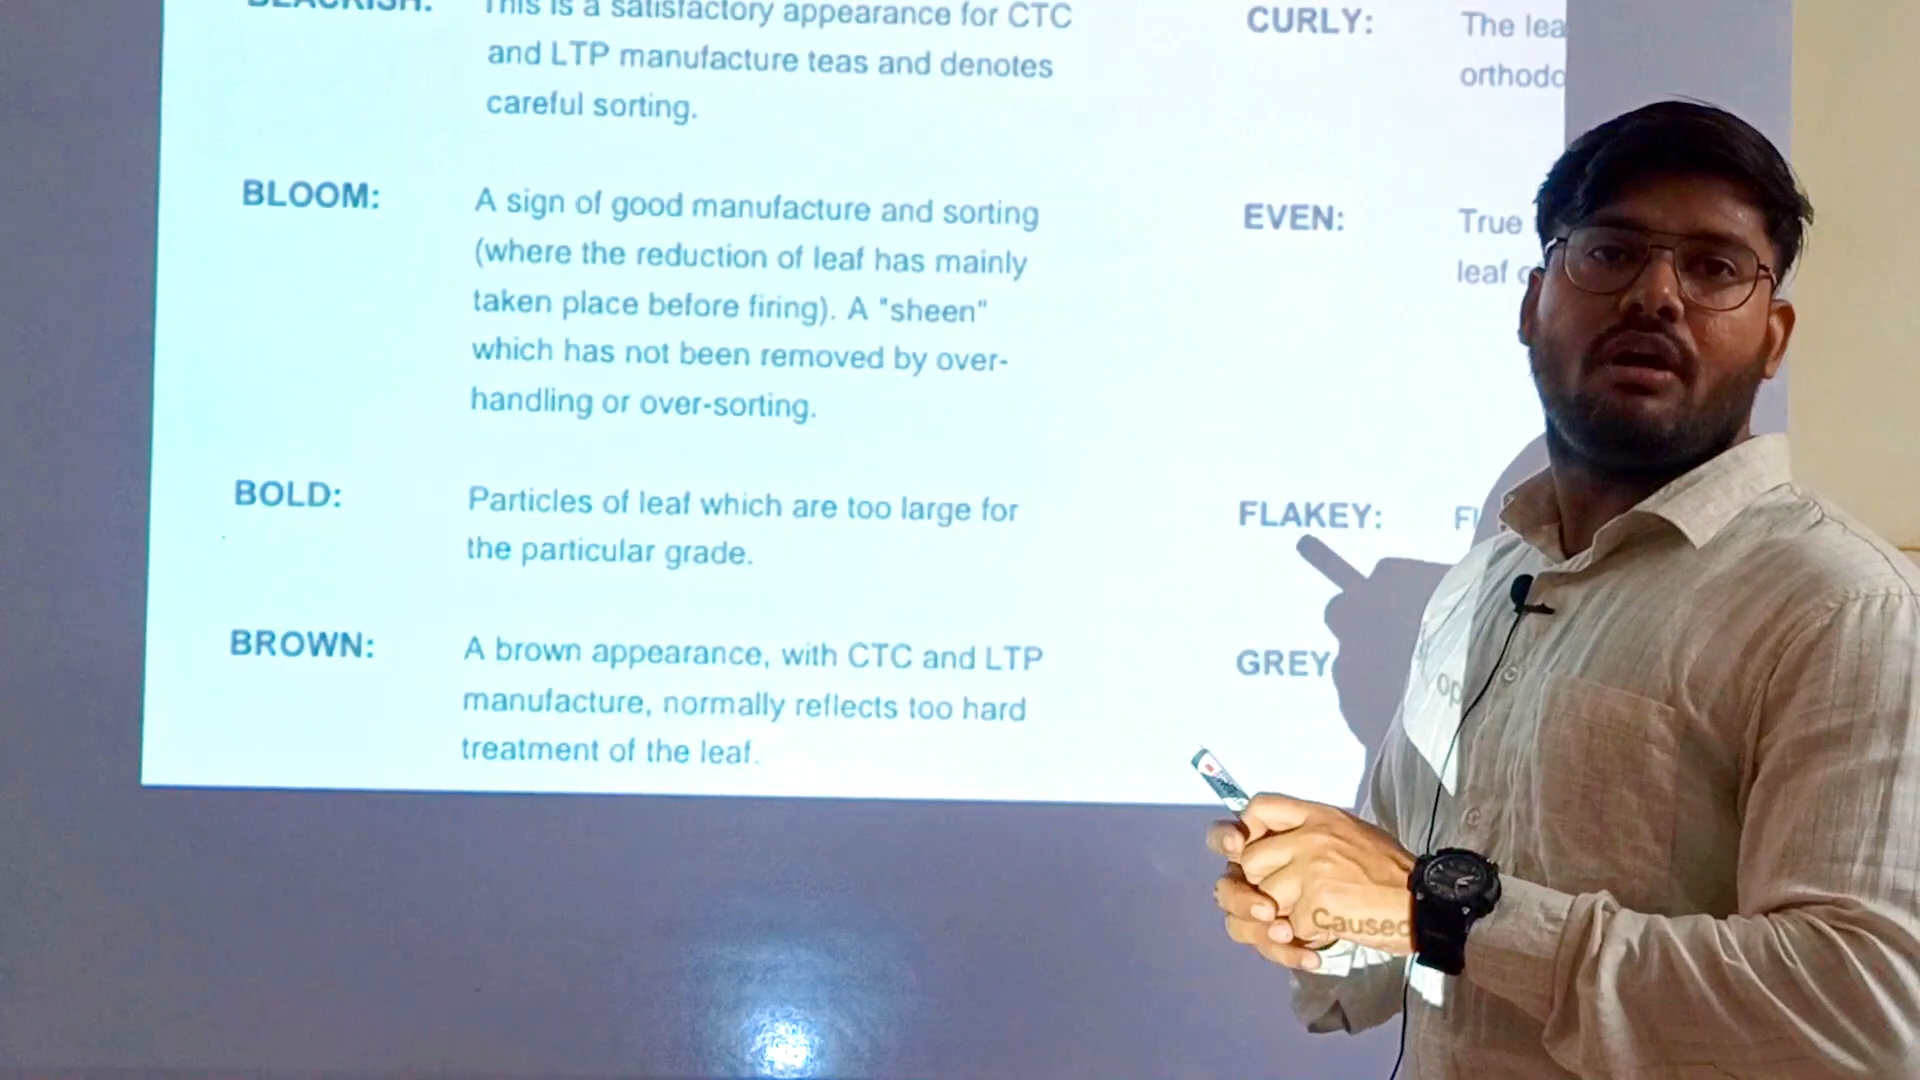 BLACKISH: This is a satisfactory appearance for CTC
and LTP manufacture teas and denotes
careful sorting.
BLOOM: A sign of good manufacture and sorting
(where the reduction of leaf has mainly
taken place before firing). A "sheen"
which has not been removed by over-
handling or over-sorting.
BOLD: Particles of leaf which are too large for
the particular grade.
BROWN: A brown appearance, with CTC and LTP
manufacture, normally reflects too hard
treatment of the leaf.
CURLY: The lea
orthodo
EVEN: True
leaf
FLAKEY: Fl
GREY
op
Caused